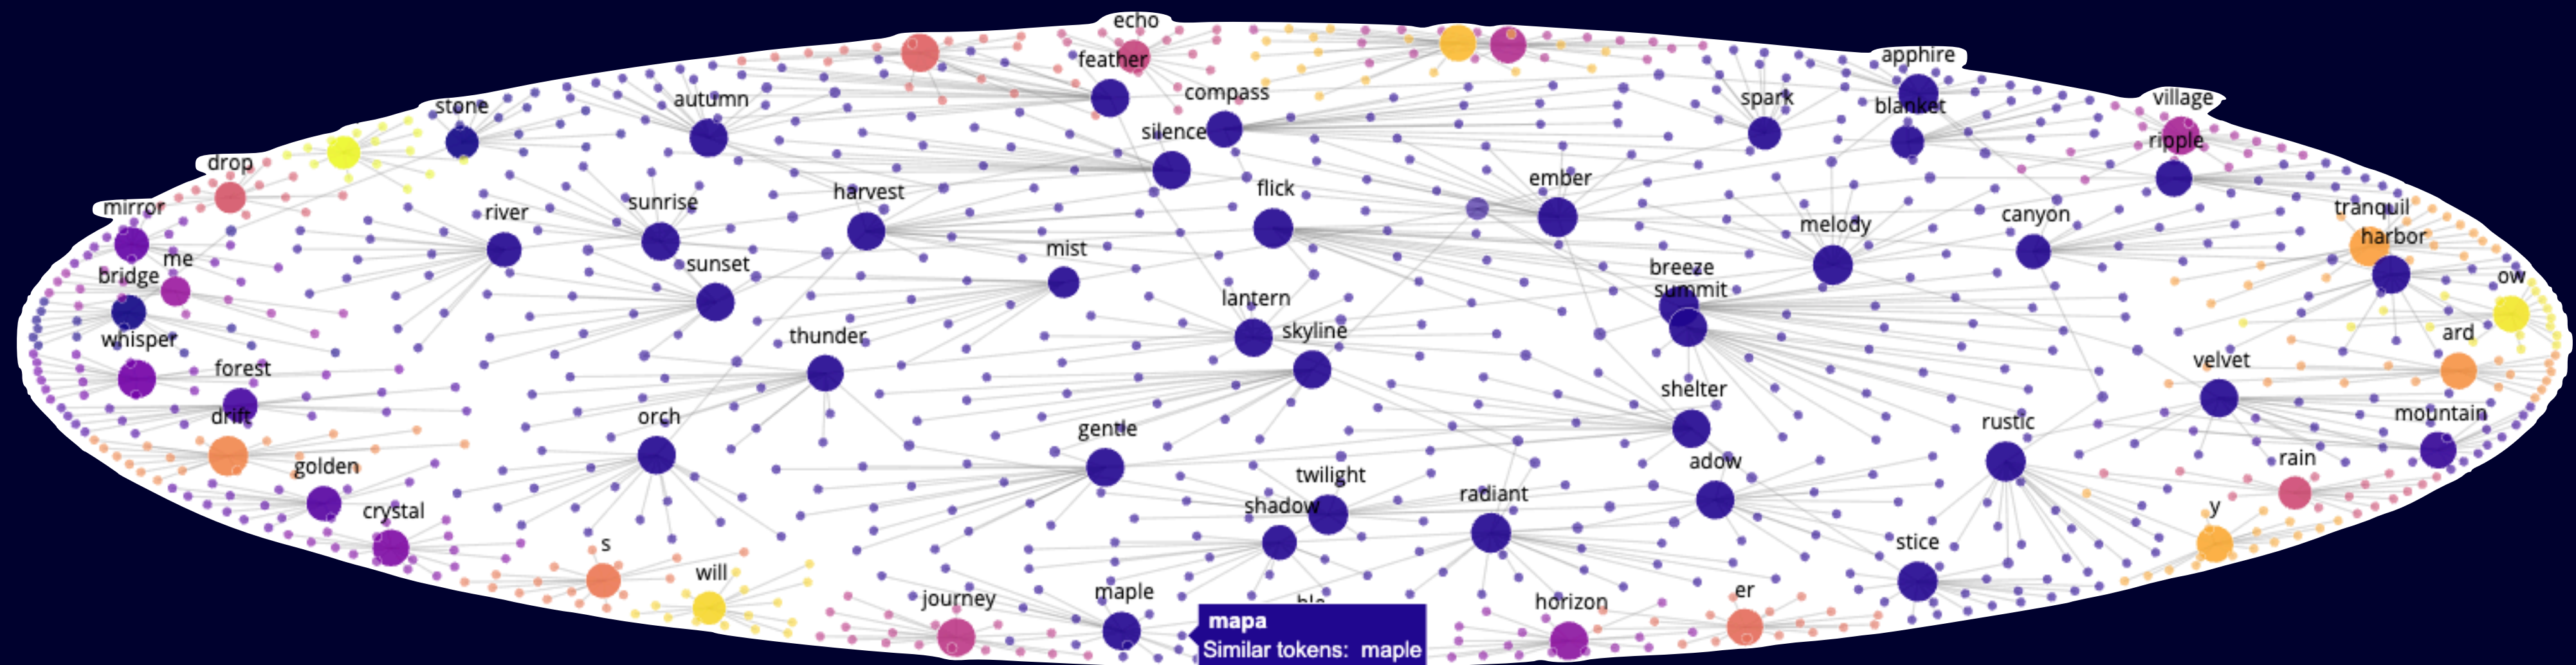 echo
feather
apphire
compass
spark
blanket
village
stone
autumn
silence
ripple
drop
flick
ember
harvest
mirror
river
sunrise
canyon
tranquil
melody
harbor
me
mist
sunset
breeze
bridge
ow
summit
lantern
skyline
whisper
thunder
ard
forest
velvet
shelter
drift
orch
gentle
rustic
mountain
golden
twilight
adow
rain
crystal
shadow
radiant
y
s
stice
will
journey
maple
horizon
er
mapa
Similar tokens: maple